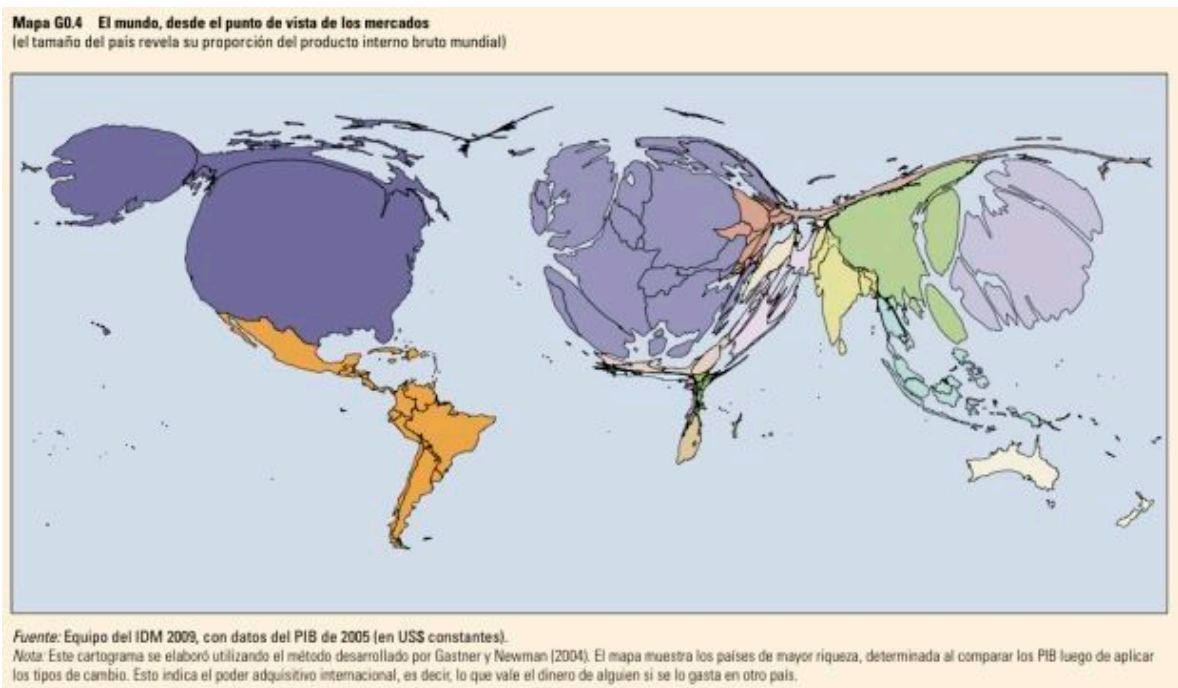 Mapa G0.4 El mundo, desde el punto de vista de los mercados
(el tamaño del país revela su proporción del producto interno bruto mundial)
Fuente: Equipo del IDM 2009, con datos del PIB de 2005 (en US$ constantes).
Nota: Este cartograma se elaboró utilizando el método desarrollado por Gastner y Newman (2004). El mapa muestra los países de mayor riqueza, determinada al comparar los PIB luego de aplicar
los tipos de cambio. Esto indica el poder adquisitivo internacional, es decir, lo que vale el dinero de alguien si se lo gasta en otro país.